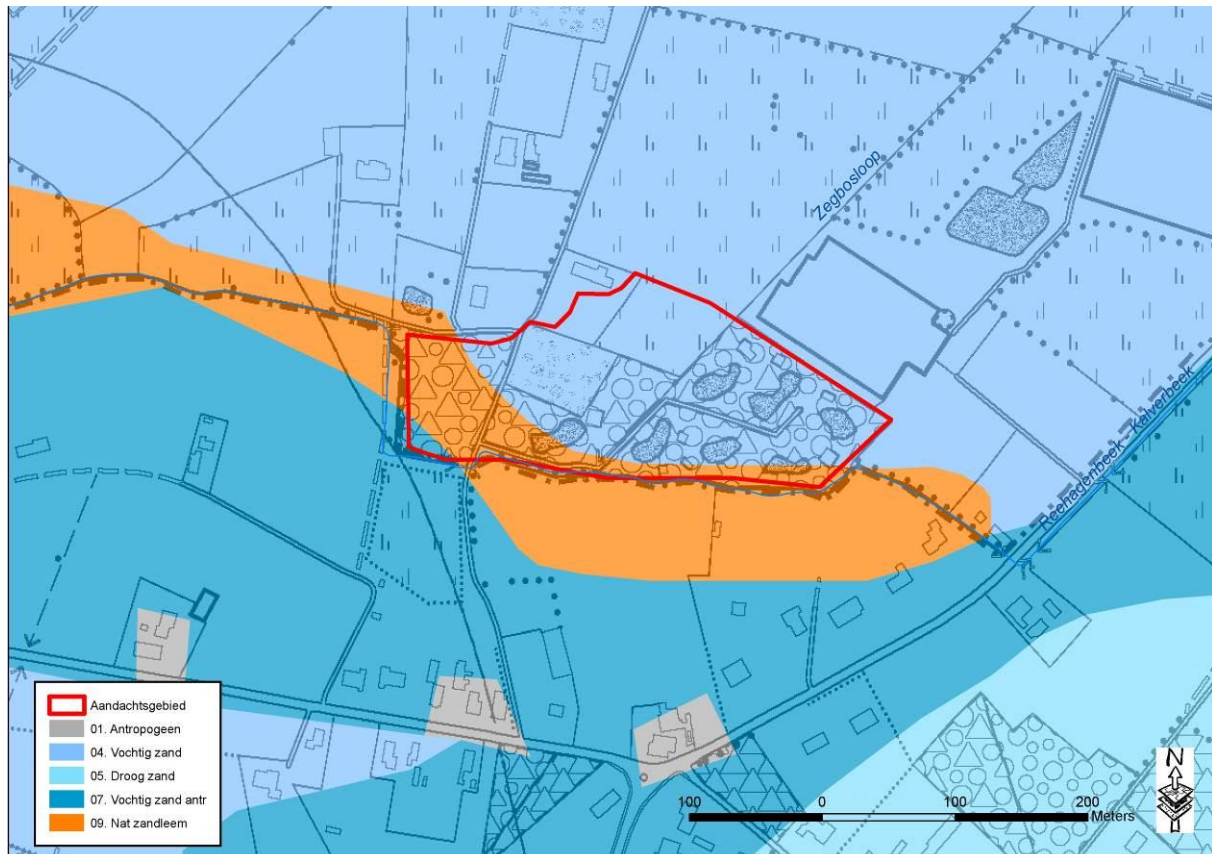 Zegbosloop
Reehagenbeek - Kalverbeek
Aandachtsgebied
01. Antropogeen
04. Vochtig zand
05. Droog zand
07. Vochtig zand antr
09. Nat zandleem
100 0 100 200
Meters
N